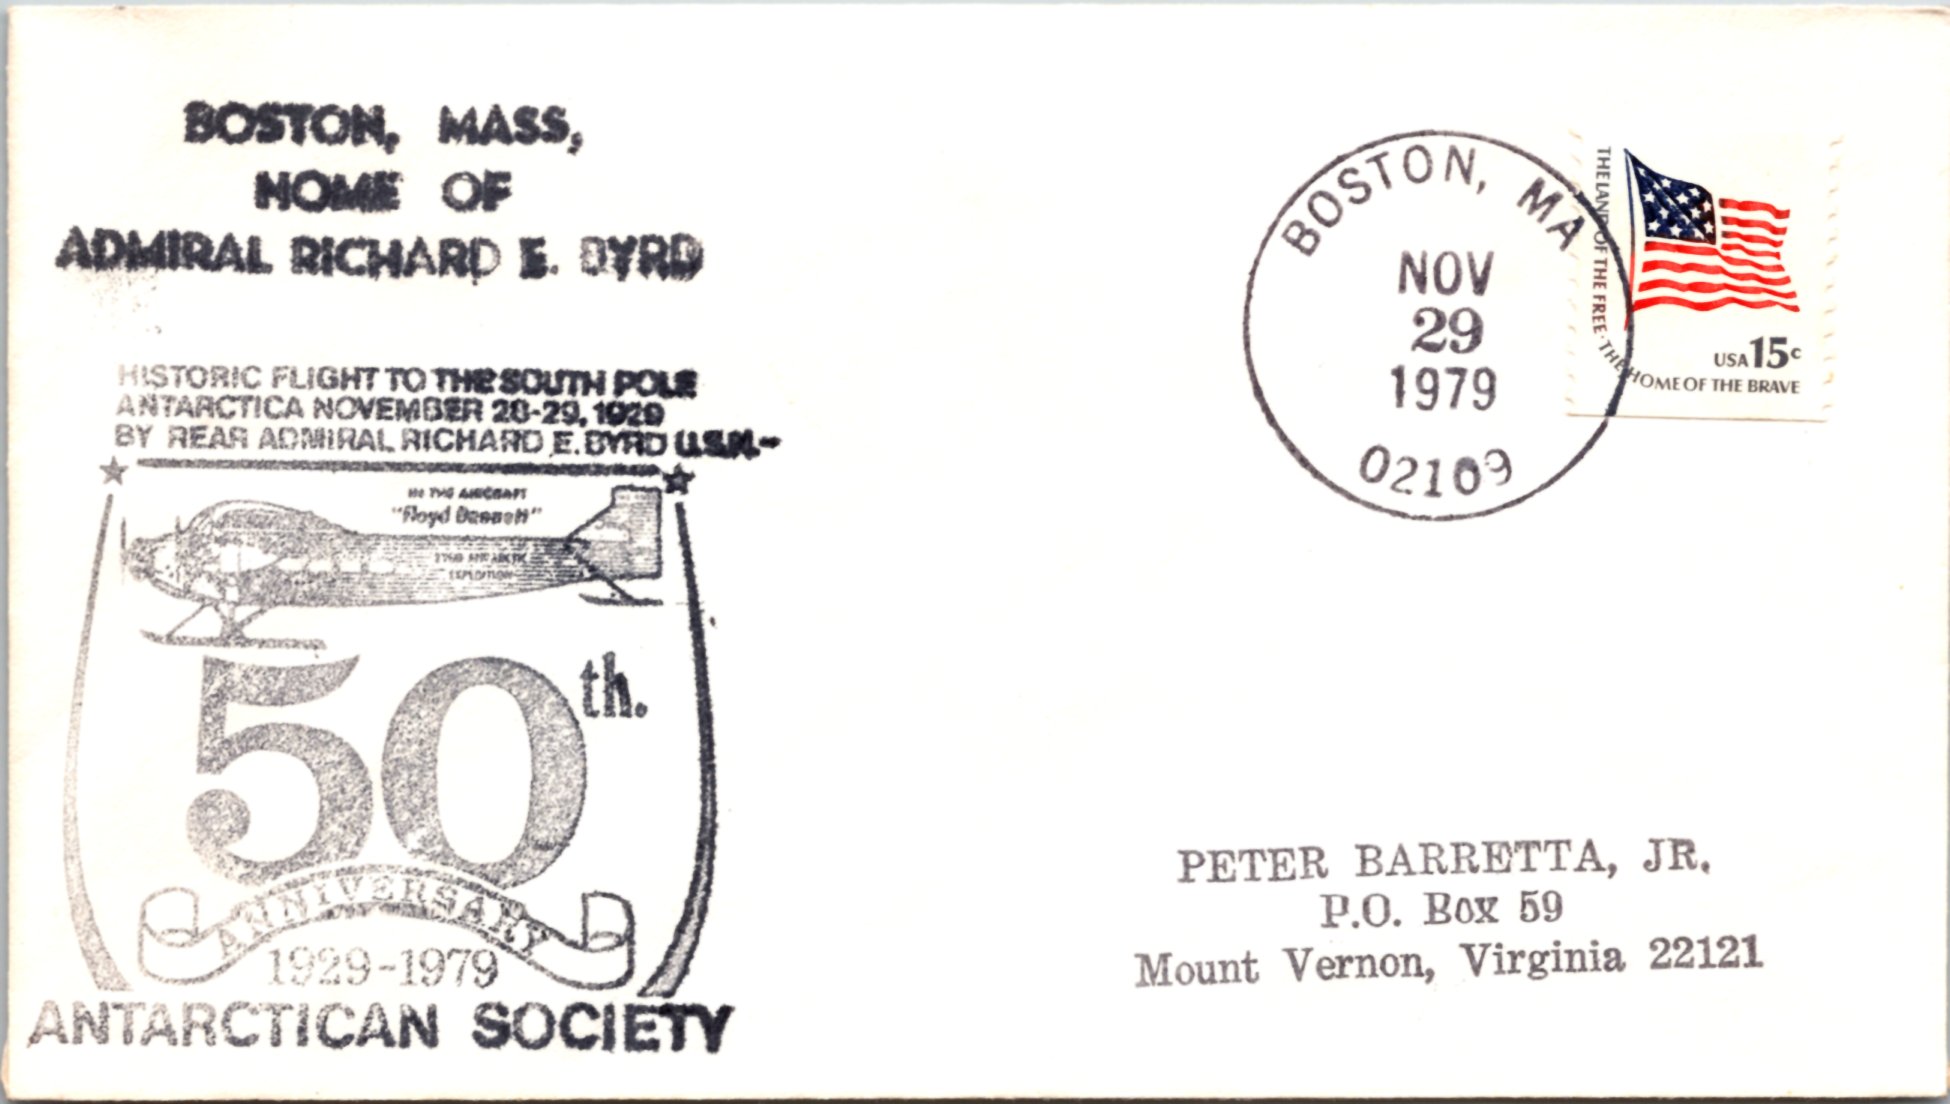 BOSTON, MASS,
HOME OF
ADMIRAL RICHARD E. BYRD
HISTORIC FLIGHT TO THE SOUTH POLE
ANTARCTICA NOVEMBER 28-29, 1929
BY REAR ADMIRAL RICHARD E. BYRD U.S.N.-
IN THE AIRCRAFT
"Floyd Bennett"
EXPEDITION
50th.
ANNIVERSARY
1929-1979
ANTARCTICAN SOCIETY
BOSTON, MA
NOV
29
1979
02109
THE LAND OF THE FREE · THE HOME OF THE BRAVE
USA 15c
PETER BARRETTA, JR.
P.O. Box 59
Mount Vernon, Virginia 22121